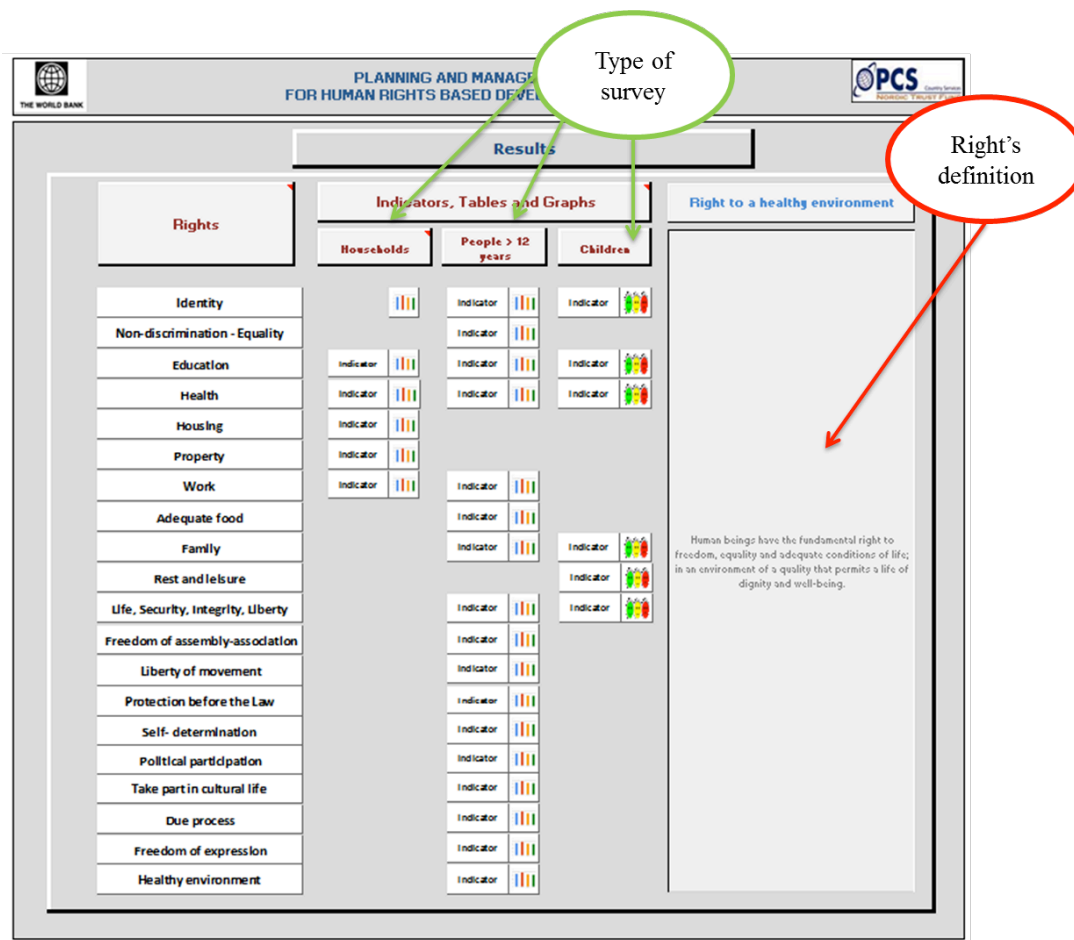 Type of
survey
THE WORLD BANK
PLANNING AND MANAGE
FOR HUMAN RIGHTS BASED DEVEL
PCS Country Services
NORDIC TRUST FUND
Right's
definition
Results
Rights
Indicators, Tables and Graphs
Right to a healthy environment
Households
People > 12
years
Children
Identity Indicator Indicator
Non-discrimination - Equality Indicator
Education Indicator Indicator Indicator
Health Indicator Indicator Indicator
Housing Indicator
Property Indicator
Work Indicator Indicator
Adequate food Indicator
Family Indicator Indicator
Human beings have the fundamental right to
freedom, equality and adequate conditions of life;
in an environment of a quality that permits a life of
dignity and well-being.
Rest and leisure Indicator
Life, Security, Integrity, Liberty Indicator Indicator
Freedom of assembly-association Indicator
Liberty of movement Indicator
Protection before the Law Indicator
Self- determination Indicator
Political participation Indicator
Take part in cultural life Indicator
Due process Indicator
Freedom of expression Indicator
Healthy environment Indicator